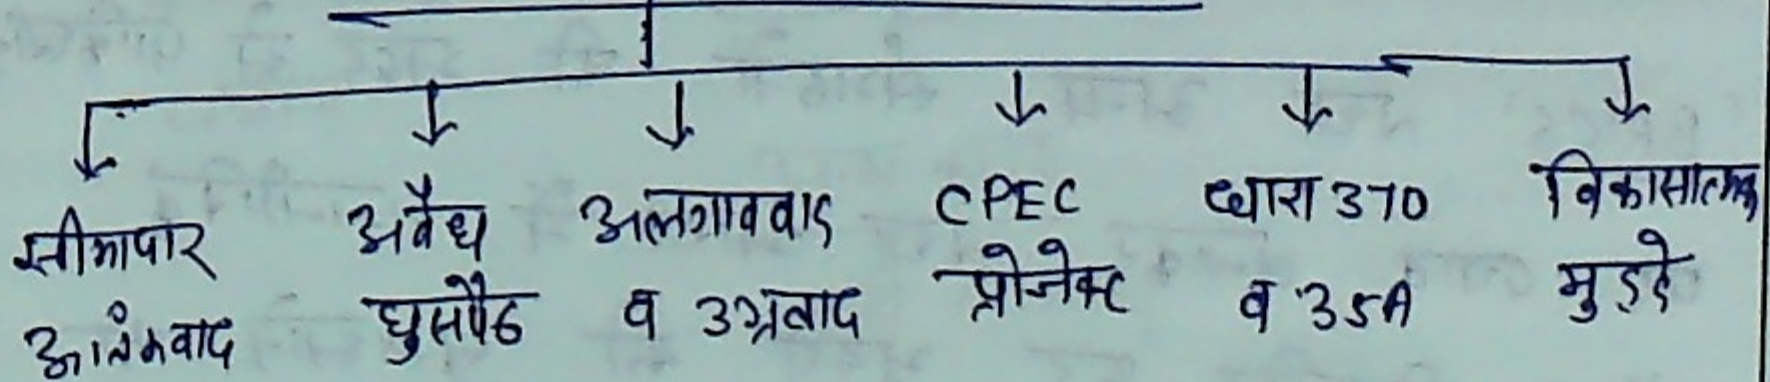 सीमापार अवैध अलगाववाद CPEC धारा 370 विकासात्मक
आतंकवाद घुसपैठ व उग्रवाद प्रोजेक्ट व 35A मुद्दे